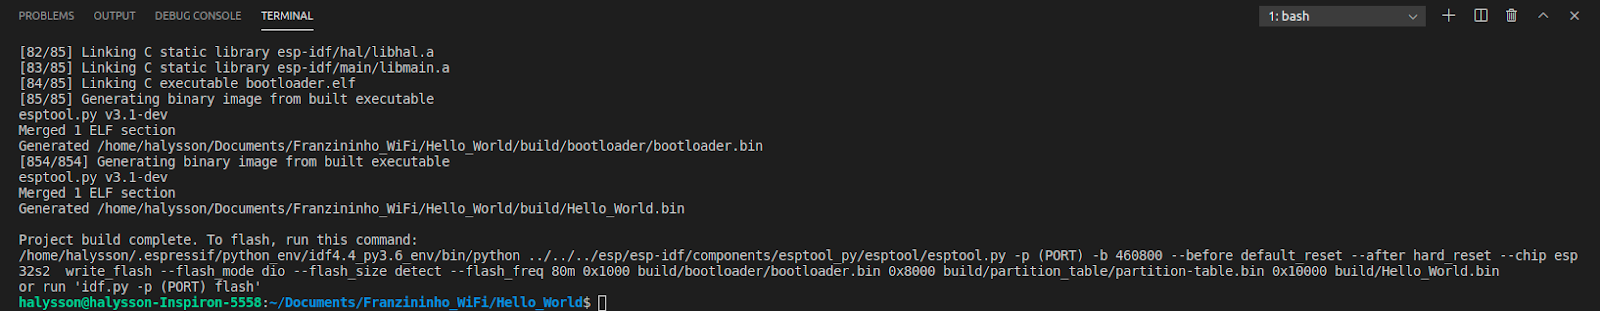 PROBLEMS OUTPUT DEBUG CONSOLE TERMINAL 1: bash
[82/85] Linking C static library esp-idf/hal/libhal.a
[83/85] Linking C static library esp-idf/main/libmain.a
[84/85] Linking C executable bootloader.elf
[85/85] Generating binary image from built executable
esptool.py v3.1-dev
Merged 1 ELF section
Generated /home/halysson/Documents/Franzininho_WiFi/Hello_World/build/bootloader/bootloader.bin
[854/854] Generating binary image from built executable
esptool.py v3.1-dev
Merged 1 ELF section
Generated /home/halysson/Documents/Franzininho_WiFi/Hello_World/build/Hello_World.bin
Project build complete. To flash, run this command:
/home/halysson/.espressif/python_env/idf4.4_py3.6_env/bin/python ../../../esp/esp-idf/components/esptool_py/esptool/esptool.py -p (PORT) -b 460800 --before default_reset --after hard_reset --chip esp
32s2  write_flash --flash_mode dio --flash_size detect --flash_freq 80m 0x1000 build/bootloader/bootloader.bin 0x8000 build/partition_table/partition-table.bin 0x10000 build/Hello_World.bin
or run 'idf.py -p (PORT) flash'
halysson@halysson-Inspiron-5558:~/Documents/Franzininho_WiFi/Hello_World$